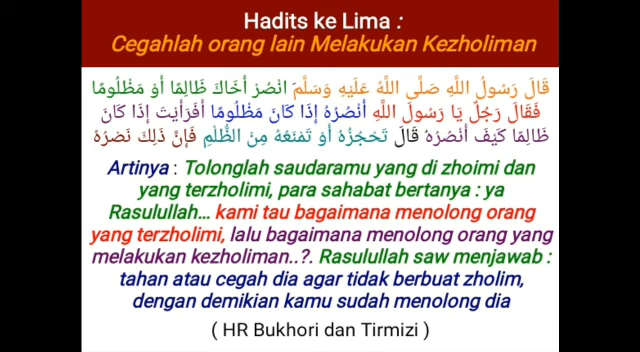 Hadits ke Lima :
Cegahlah orang lain Melakukan Kezholiman
قَالَ رَسُولُ اللَّهِ صَلَّى اللَّهُ عَلَيْهِ وَسَلَّمَ انْصُرْ أَخَاكَ ظَالِمًا أَوْ مَظْلُومًا
فَقَالَ رَجُلٌ يَا رَسُولَ اللَّهِ أَنْصُرُهُ إِذَا كَانَ مَظْلُومًا أَفَرَأَيْتَ إِذَا كَانَ
ظَالِمًا كَيْفَ أَنْصُرُهُ قَالَ تَحْجُزُهُ أَوْ تَمْنَعُهُ مِنْ الظُّلْمِ فَإِنَّ ذَلِكَ نَصْرُهُ
Artinya : Tolonglah saudaramu yang di zhoimi dan
yang terzholimi, para sahabat bertanya : ya
Rasulullah... kami tau bagaimana menolong orang
yang terzholimi, lalu bagaimana menolong orang yang
melakukan kezholiman..?. Rasulullah saw menjawab :
tahan atau cegah dia agar tidak berbuat zholim,
dengan demikian kamu sudah menolong dia
( HR Bukhori dan Tirmizi )